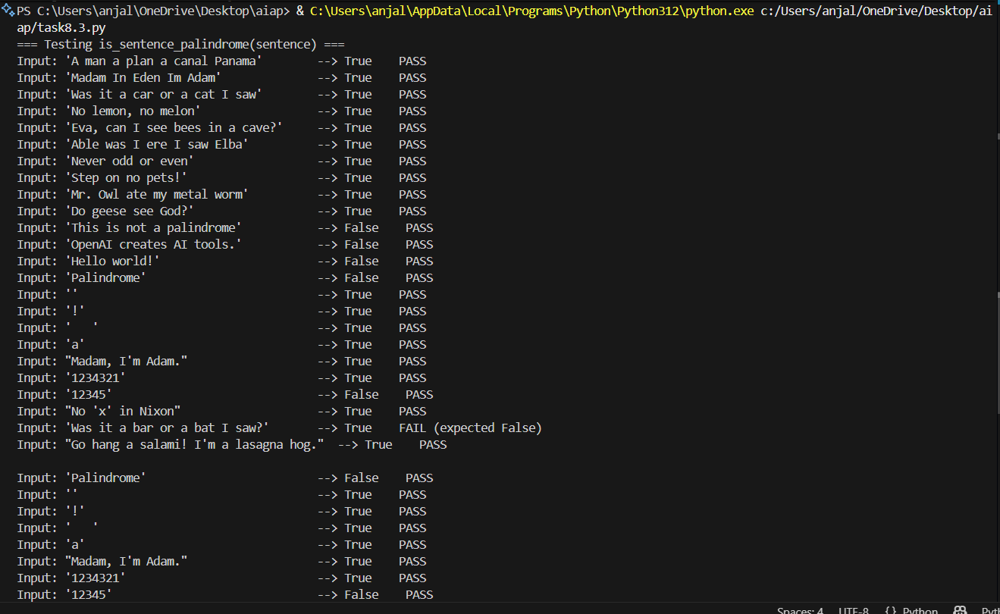 PS C:\Users\anjal\OneDrive\Desktop\aiap> & C:\Users\anjal\AppData\Local\Programs\Python\Python312\python.exe c:/Users/anjal/OneDrive/Desktop/ai
ap/task8.3.py
=== Testing is_sentence_palindrome(sentence) ===
Input: 'A man a plan a canal Panama' --> True PASS
Input: 'Madam In Eden Im Adam' --> True PASS
Input: 'Was it a car or a cat I saw' --> True PASS
Input: 'No lemon, no melon' --> True PASS
Input: 'Eva, can I see bees in a cave?' --> True PASS
Input: 'Able was I ere I saw Elba' --> True PASS
Input: 'Never odd or even' --> True PASS
Input: 'Step on no pets!' --> True PASS
Input: 'Mr. Owl ate my metal worm' --> True PASS
Input: 'Do geese see God?' --> True PASS
Input: 'This is not a palindrome' --> False PASS
Input: 'OpenAI creates AI tools.' --> False PASS
Input: 'Hello world!' --> False PASS
Input: 'Palindrome' --> False PASS
Input: '' --> True PASS
Input: '!' --> True PASS
Input: '   ' --> True PASS
Input: 'a' --> True PASS
Input: "Madam, I'm Adam." --> True PASS
Input: '1234321' --> True PASS
Input: '12345' --> False PASS
Input: "No 'x' in Nixon" --> True PASS
Input: 'Was it a bar or a bat I saw?' --> True FAIL (expected False)
Input: "Go hang a salami! I'm a lasagna hog." --> True PASS
Input: 'Palindrome' --> False PASS
Input: '' --> True PASS
Input: '!' --> True PASS
Input: '   ' --> True PASS
Input: 'a' --> True PASS
Input: "Madam, I'm Adam." --> True PASS
Input: '1234321' --> True PASS
Input: '12345' --> False PASS
Spaces: 4 UTF-8 {} Python